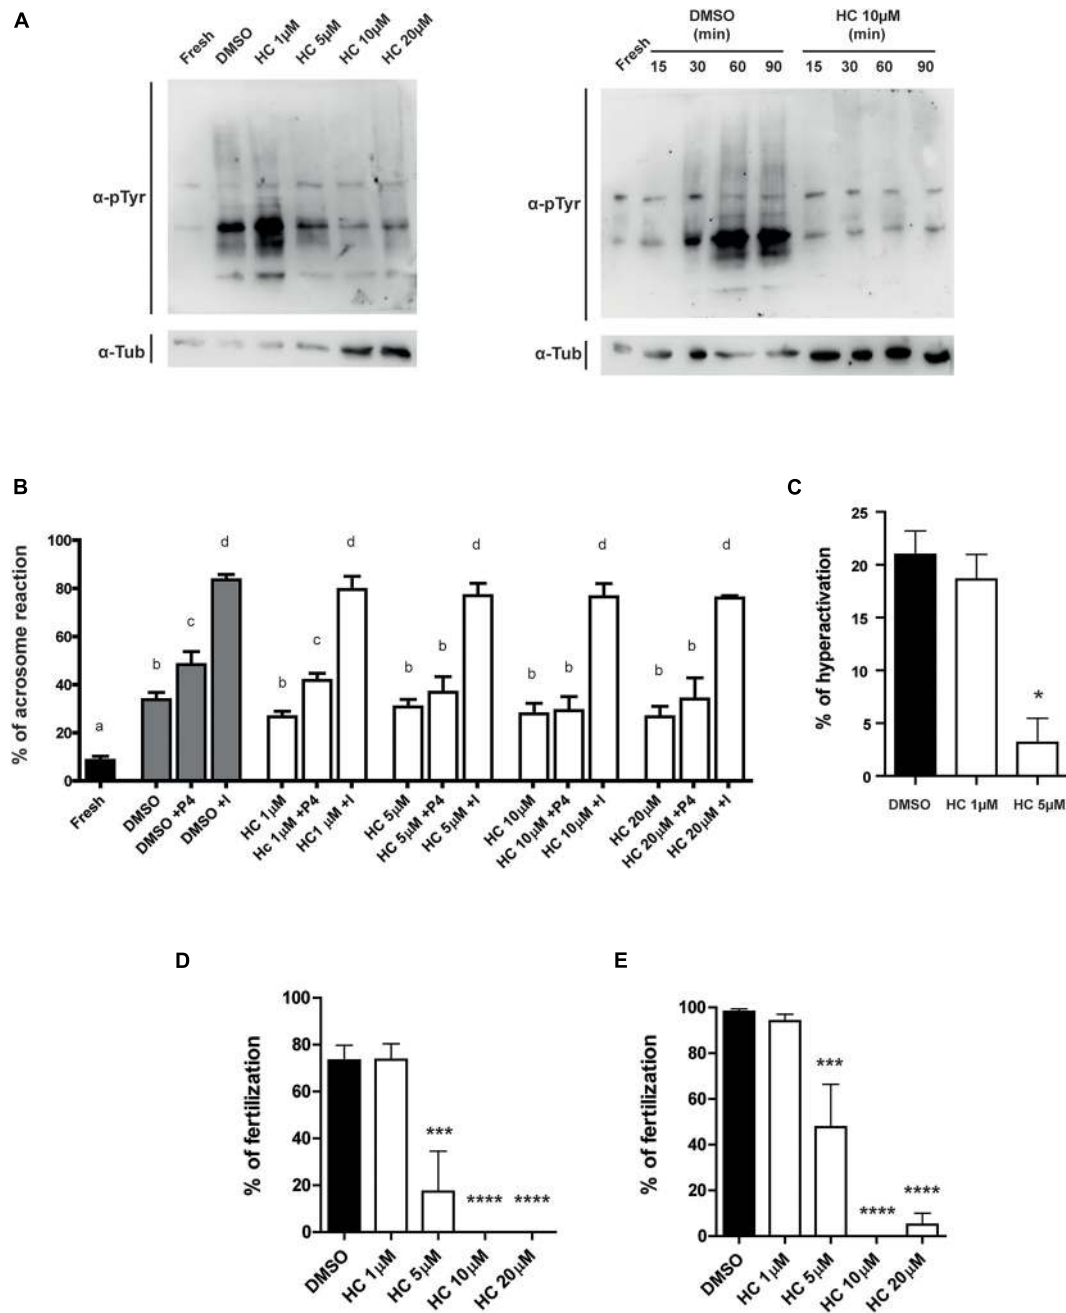 A
Fresh
DMSO
HC 1µM
HC 5µM
HC 10µM
HC 20µM
α-pTyr
α-Tub
DMSO
(min)
HC 10µM
(min)
Fresh
15 30 60 90 15 30 60 90
α-pTyr
α-Tub
B
% of acrosome reaction
100
80
60
40
20
0
a
b
c
d
b
c
d
b
b
d
b
b
d
b
b
d
Fresh
DMSO
DMSO +P4
DMSO +I
HC 1µM
Hc 1µM +P4
HC1 µM +I
HC 5µM
HC 5µM +P4
HC 5µM +I
HC 10µM
HC 10µM +P4
HC 10µM +I
HC 20µM
HC 20µM +P4
HC 20µM +I
C
% of hyperactivation
25
20
15
10
5
0
*
DMSO
HC 1µM
HC 5µM
D
% of fertilization
100
80
60
40
20
0
***
****
****
DMSO
HC 1µM
HC 5µM
HC 10µM
HC 20µM
E
% of fertilization
100
80
60
40
20
0
***
****
****
DMSO
HC 1µM
HC 5µM
HC 10µM
HC 20µM